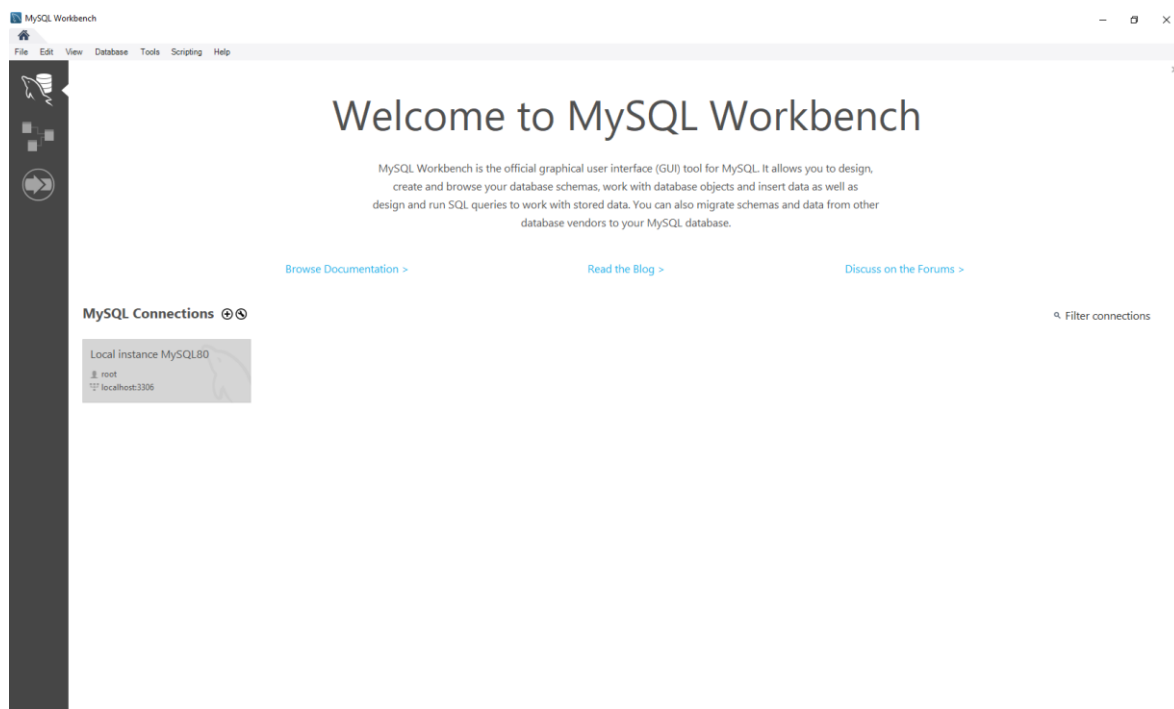 MySQL Workbench
File Edit View Database Tools Scripting Help
Welcome to MySQL Workbench
MySQL Workbench is the official graphical user interface (GUI) tool for MySQL. It allows you to design,
create and browse your database schemas, work with database objects and insert data as well as
design and run SQL queries to work with stored data. You can also migrate schemas and data from other
database vendors to your MySQL database.
Browse Documentation > Read the Blog > Discuss on the Forums >
MySQL Connections Filter connections
Local instance MySQL80
root
localhost:3306